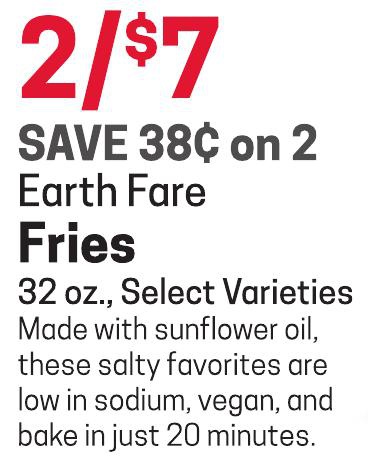 2/$7
SAVE 38¢ on 2
Earth Fare
Fries
32 oz., Select Varieties
Made with sunflower oil,
these salty favorites are
low in sodium, vegan, and
bake in just 20 minutes.